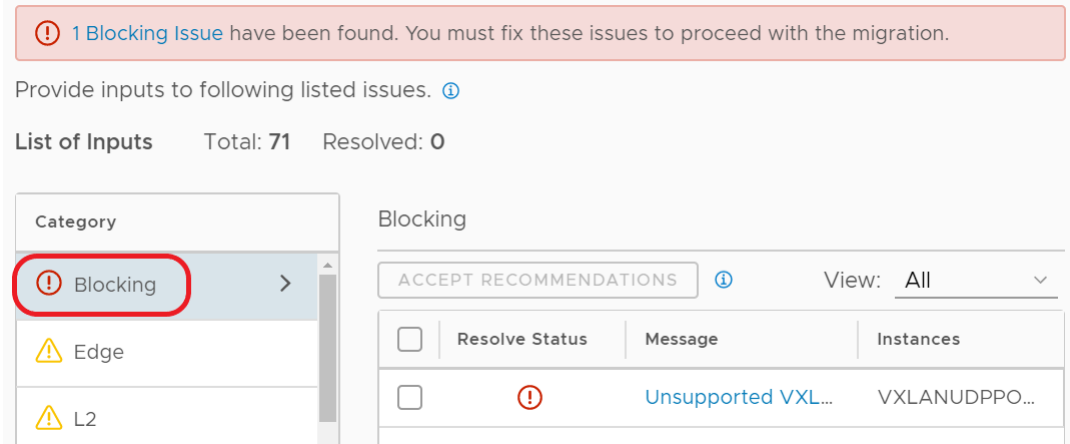 1 Blocking Issue have been found. You must fix these issues to proceed with the migration.
Provide inputs to following listed issues.
List of Inputs Total: 71 Resolved: 0
Category
Blocking
Edge
L2
Blocking
ACCEPT RECOMMENDATIONS View: All
Resolve Status Message Instances
Unsupported VXL... VXLANUDPPO...